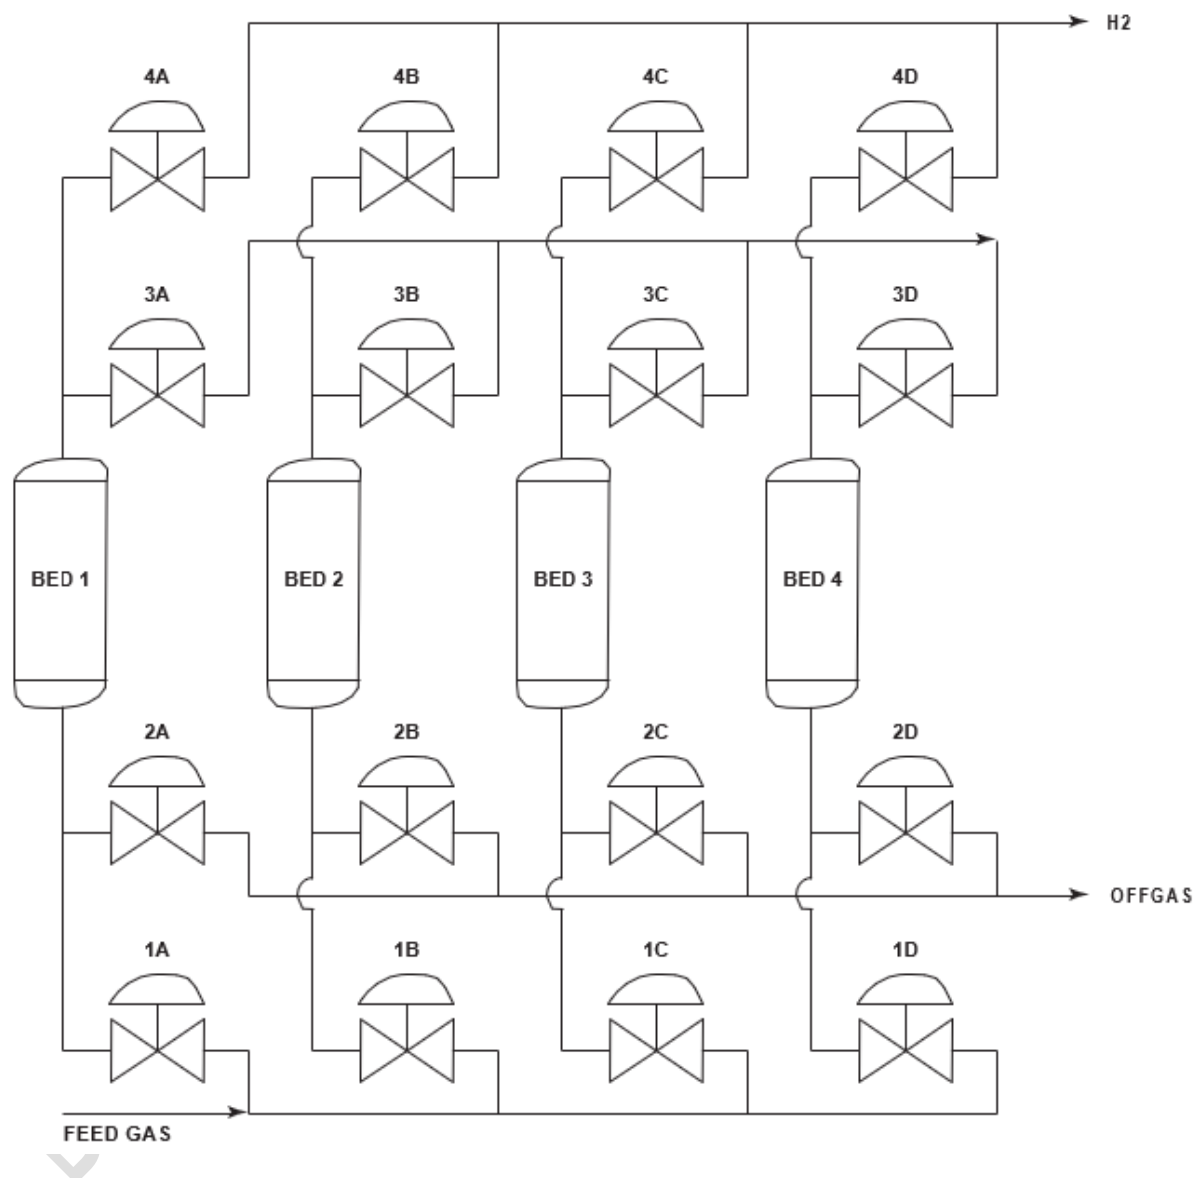 H2
4A 4B 4C 4D
3A 3B 3C 3D
BED 1 BED 2 BED 3 BED 4
2A 2B 2C 2D
OFFGAS
1A 1B 1C 1D
FEED GAS